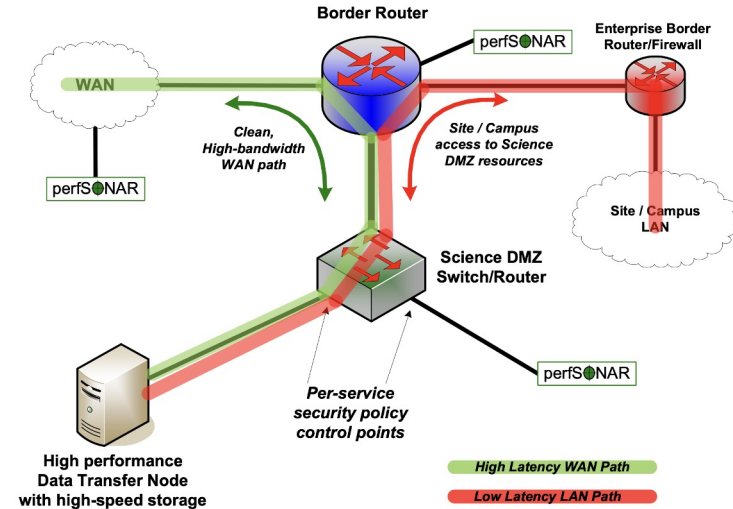 Border Router
Enterprise Border
Router/Firewall
perfSONAR
WAN
Clean,
High-bandwidth
WAN path
Site / Campus
access to Science
DMZ resources
perfSONAR
Site / Campus
LAN
Science DMZ
Switch/Router
perfSONAR
Per-service
security policy
control points
High performance
Data Transfer Node
with high-speed storage
High Latency WAN Path
Low Latency LAN Path